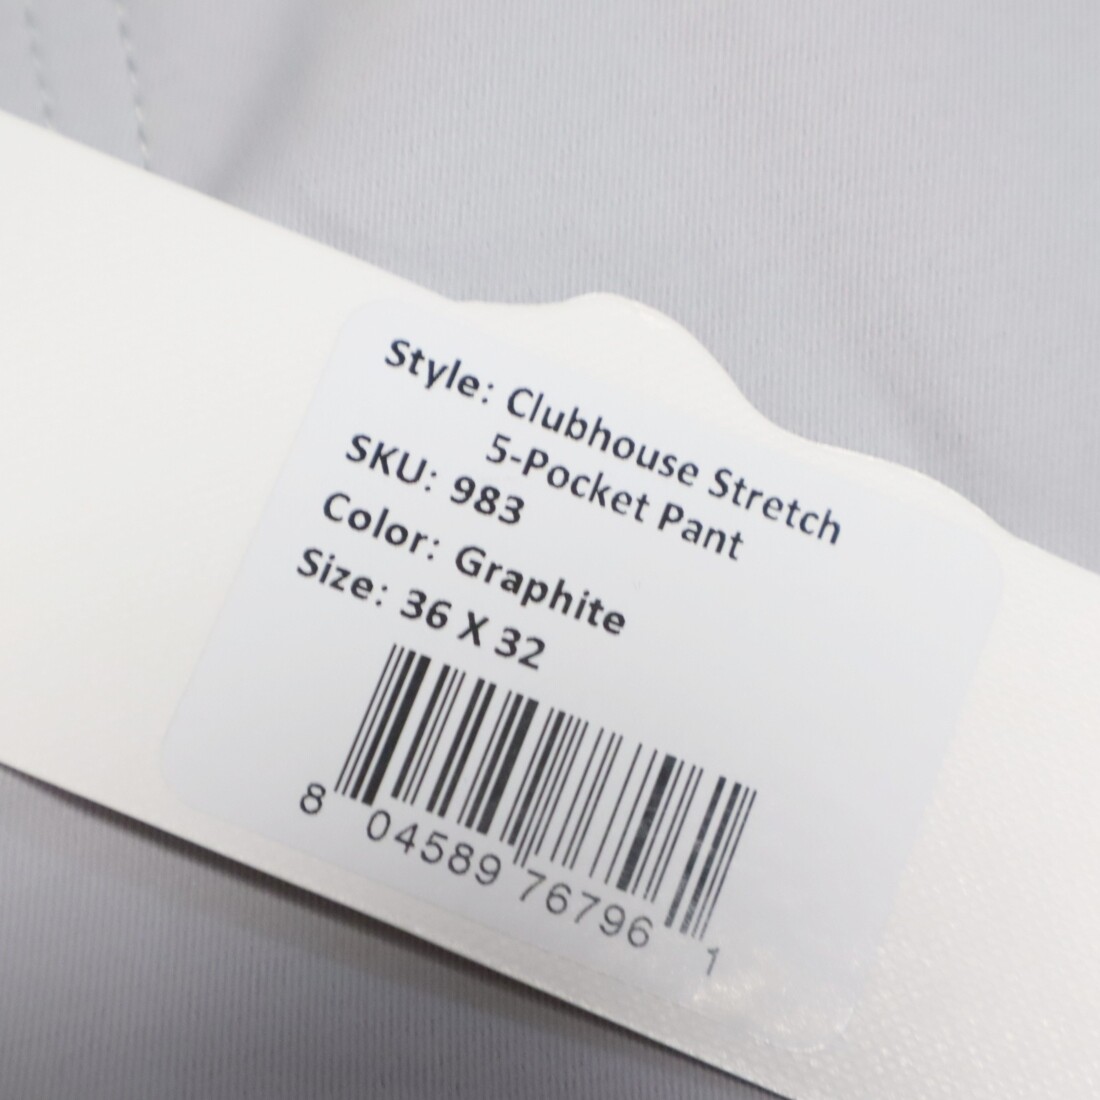 Style: Clubhouse Stretch
5-Pocket Pant
SKU: 983
Color: Graphite
Size: 36 X 32
8 04589 76796 1